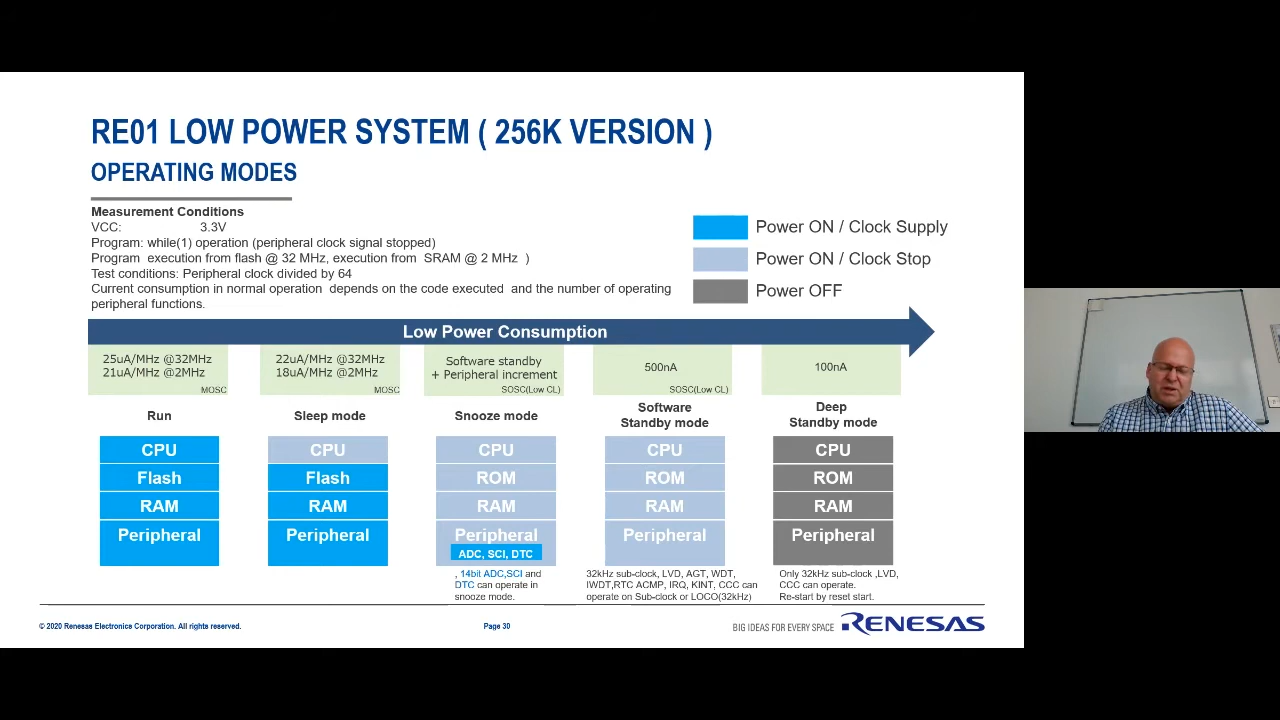 RE01 LOW POWER SYSTEM ( 256K VERSION )
OPERATING MODES
Measurement Conditions
VCC: 3.3V
Program: while(1) operation (peripheral clock signal stopped)
Program execution from flash @ 32 MHz, execution from SRAM @ 2 MHz )
Test conditions: Peripheral clock divided by 64
Current consumption in normal operation depends on the code executed and the number of operating
peripheral functions.
Power ON / Clock Supply
Power ON / Clock Stop
Power OFF
Low Power Consumption
25uA/MHz @32MHz
21uA/MHz @2MHz
MOSC
Run
CPU
Flash
RAM
Peripheral
22uA/MHz @32MHz
18uA/MHz @2MHz
MOSC
Sleep mode
CPU
Flash
RAM
Peripheral
Software standby
+ Peripheral increment
SOSC(Low CL)
Snooze mode
CPU
ROM
RAM
Peripheral
ADC, SCI, DTC
, 14bit ADC,SCI and
DTC can operate in
snooze mode.
500nA
SOSC(Low CL)
Software
Standby mode
CPU
ROM
RAM
Peripheral
32kHz sub-clock, LVD, AGT, WDT,
IWDT,RTC ACMP, IRQ, KINT, CCC can
operate on Sub-clock or LOCO(32kHz)
100nA
Deep
Standby mode
CPU
ROM
RAM
Peripheral
Only 32kHz sub-clock ,LVD,
CCC can operate.
Re-start by reset start.
© 2020 Renesas Electronics Corporation. All rights reserved.
Page 30
BIG IDEAS FOR EVERY SPACE
RENESAS